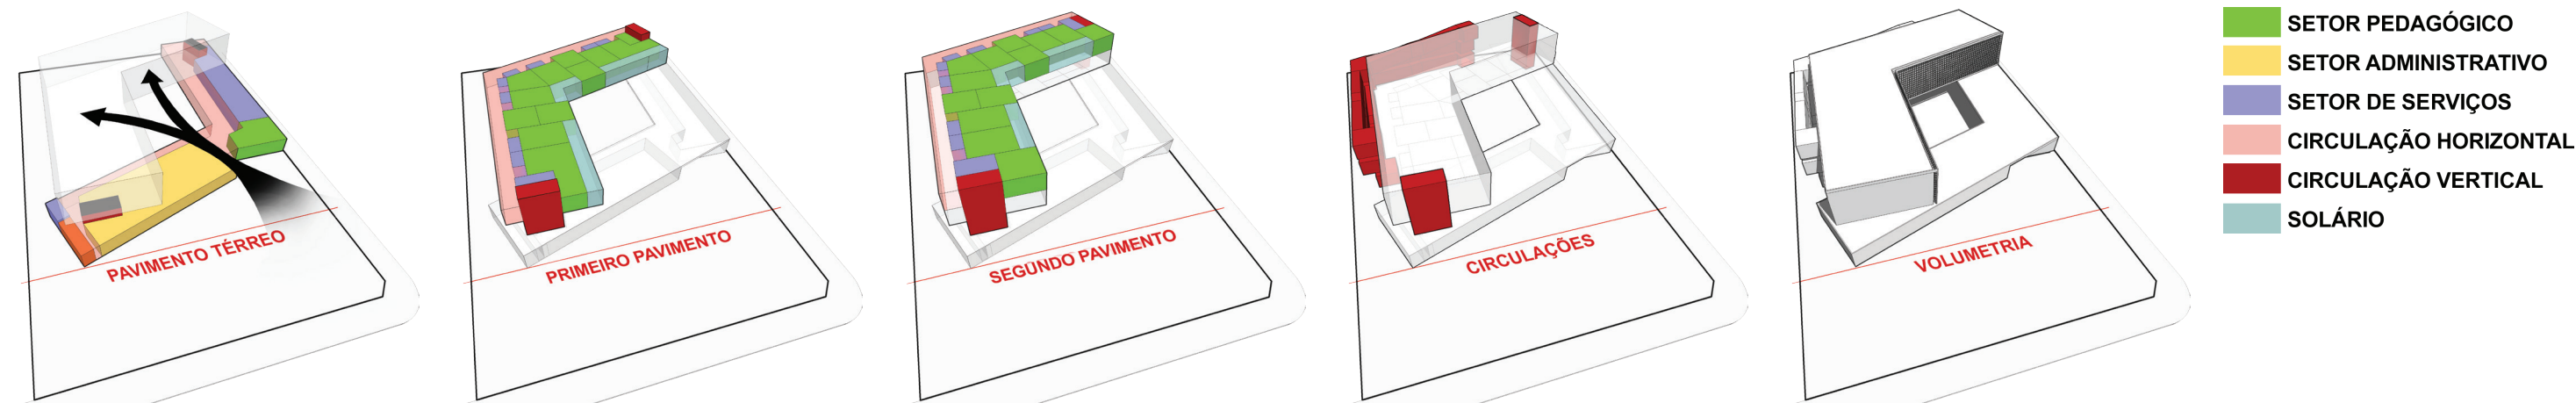 PAVIMENTO TÉRREO
PRIMEIRO PAVIMENTO
SEGUNDO PAVIMENTO
CIRCULAÇÕES
VOLUMETRIA
SETOR PEDAGÓGICO
SETOR ADMINISTRATIVO
SETOR DE SERVIÇOS
CIRCULAÇÃO HORIZONTAL
CIRCULAÇÃO VERTICAL
SOLÁRIO